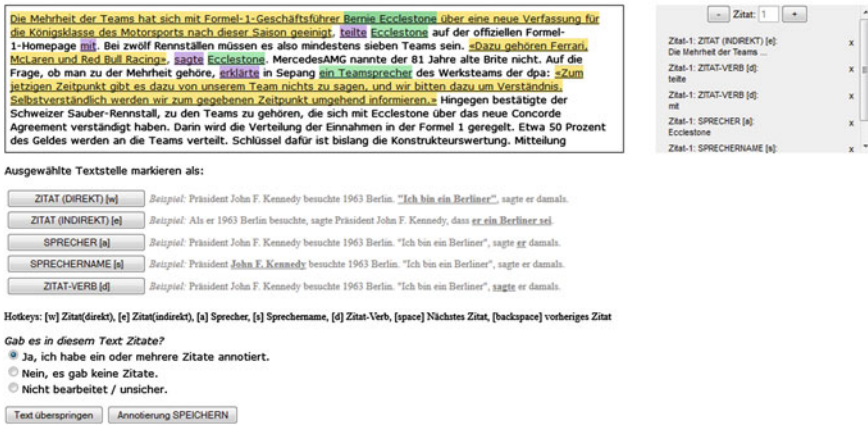 Die Mehrheit der Teams hat sich mit Formel-1-Geschäftsführer Bernie Ecclestone über eine neue Verfassung für
die Königsklasse des Motorsports nach dieser Saison geeinigt, teilte Ecclestone auf der offiziellen Formel-
1-Homepage mit. Bei zwölf Rennställen müssen es also mindestens sieben Teams sein. «Dazu gehören Ferrari,
McLaren und Red Bull Racing», sagte Ecclestone. MercedesAMG nannte der 81 Jahre alte Brite nicht. Auf die
Frage, ob man zu der Mehrheit gehöre, erklärte in Sepang ein Teamsprecher des Werksteams der dpa: «Zum
jetzigen Zeitpunkt gibt es dazu von unserem Team nichts zu sagen, und wir bitten dazu um Verständnis.
Selbstverständlich werden wir zum gegebenen Zeitpunkt umgehend informieren.» Hingegen bestätigte der
Schweizer Sauber-Rennstall, zu den Teams zu gehören, die sich mit Ecclestone über das neue Concorde
Agreement verständigt haben. Darin wird die Verteilung der Einnahmen in der Formel 1 geregelt. Etwa 50 Prozent
des Geldes werden an die Teams verteilt. Schlüssel dafür ist bislang die Konstrukteurswertung. Mitteilung
- Zitat: 1 +
Zitat-1: ZITAT (INDIREKT) [e]: x
Die Mehrheit der Teams ...
Zitat-1: ZITAT-VERB [d]: x
teilte
Zitat-1: ZITAT-VERB [d]: x
mit
Zitat-1: SPRECHER [a]: x
Ecclestone
Zitat-1: SPRECHERNAME [s]: x
Ausgewählte Textstelle markieren als:
ZITAT (DIREKT) [w] Beispiel: Präsident John F. Kennedy besuchte 1963 Berlin. "Ich bin ein Berliner", sagte er damals.
ZITAT (INDIREKT) [e] Beispiel: Als er 1963 Berlin besuchte, sagte Präsident John F. Kennedy, dass er ein Berliner sei.
SPRECHER [a] Beispiel: Präsident John F. Kennedy besuchte 1963 Berlin. "Ich bin ein Berliner", sagte er damals.
SPRECHERNAME [s] Beispiel: Präsident John F. Kennedy besuchte 1963 Berlin. "Ich bin ein Berliner", sagte er damals.
ZITAT-VERB [d] Beispiel: Präsident John F. Kennedy besuchte 1963 Berlin. "Ich bin ein Berliner", sagte er damals.
Hotkeys: [w] Zitat(direkt), [e] Zitat(indirekt), [a] Sprecher, [s] Sprechername, [d] Zitat-Verb, [space] Nächstes Zitat, [backspace] vorheriges Zitat
Gab es in diesem Text Zitate?
Ja, ich habe ein oder mehrere Zitate annotiert.
Nein, es gab keine Zitate.
Nicht bearbeitet / unsicher.
Text überspringen Annotierung SPEICHERN